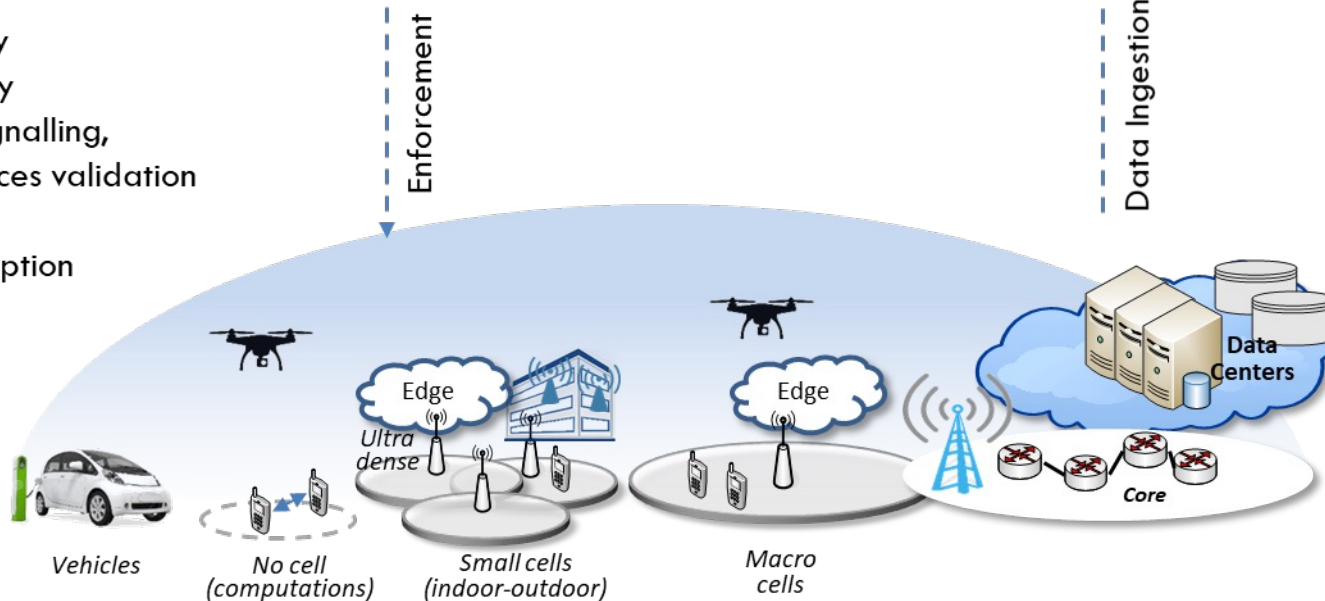 y
y
gnalling,
ces validation
ption
Enforcement
Data Ingestion
Edge
Ultra
dense
Edge
Data
Centers
Core
Vehicles
No cell
(computations)
Small cells
(indoor-outdoor)
Macro
cells